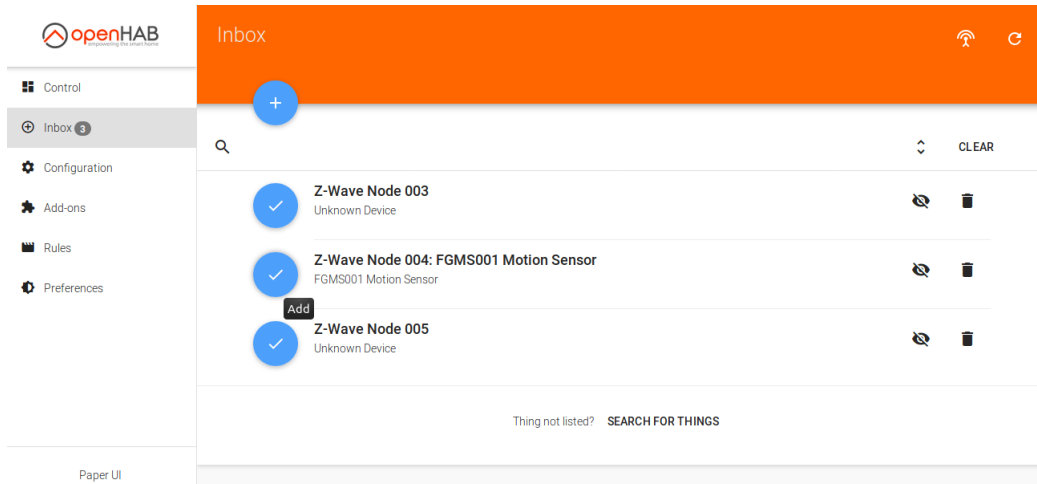 openHAB
empowering the smart home
Inbox
Control
Inbox 3
Configuration
Add-ons
Rules
Preferences
Paper UI
CLEAR
Z-Wave Node 003
Unknown Device
Z-Wave Node 004: FGMS001 Motion Sensor
FGMS001 Motion Sensor
Add
Z-Wave Node 005
Unknown Device
Thing not listed? SEARCH FOR THINGS